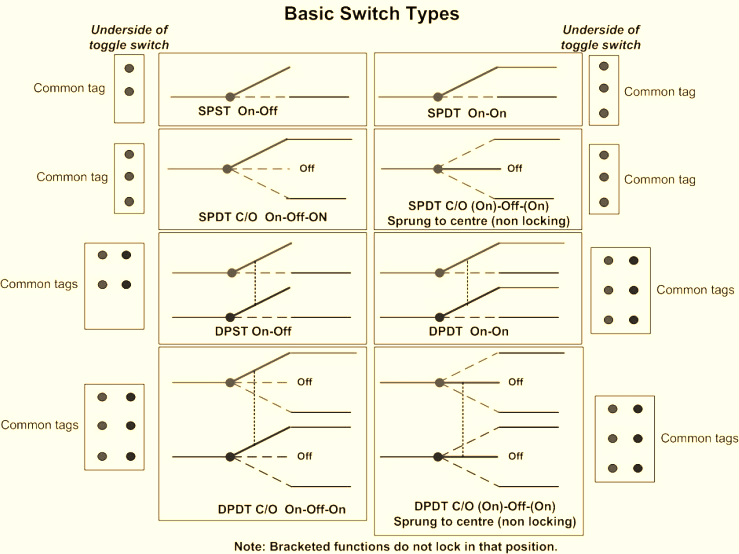 Basic Switch Types
Underside of
toggle switch
Underside of
toggle switch
Common tag
SPST On-Off
SPDT On-On
Common tag
Common tag
Off
SPDT C/O On-Off-ON
Off
SPDT C/O (On)-Off-(On)
Sprung to centre (non locking)
Common tag
Common tags
DPST On-Off
DPDT On-On
Common tags
Common tags
Off
Off
DPDT C/O On-Off-On
Off
Off
DPDT C/O (On)-Off-(On)
Sprung to centre (non locking)
Common tags
Note: Bracketed functions do not lock in that position.